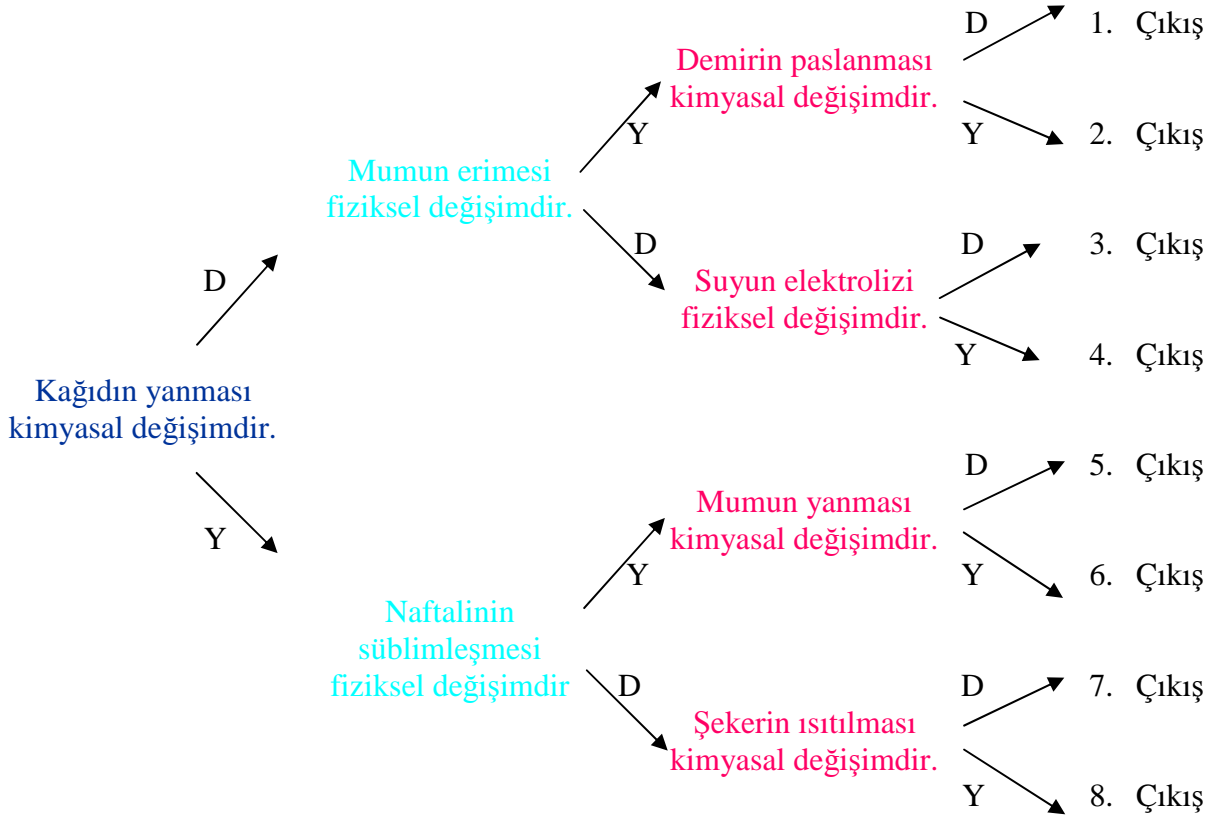 D
1. Çıkış
Demirin paslanması
kimyasal değişimdir.
Y
Y
2. Çıkış
Mumun erimesi
fiziksel değişimdir.
D
D
3. Çıkış
Suyun elektrolizi
fiziksel değişimdir.
D
Y
4. Çıkış
Kağıdın yanması
kimyasal değişimdir.
D
5. Çıkış
Mumun yanması
kimyasal değişimdir.
Y
Y
Y
6. Çıkış
Naftalinin
süblimleşmesi
fiziksel değişimdir
D
D
7. Çıkış
Şekerin ısıtılması
kimyasal değişimdir.
Y
8. Çıkış